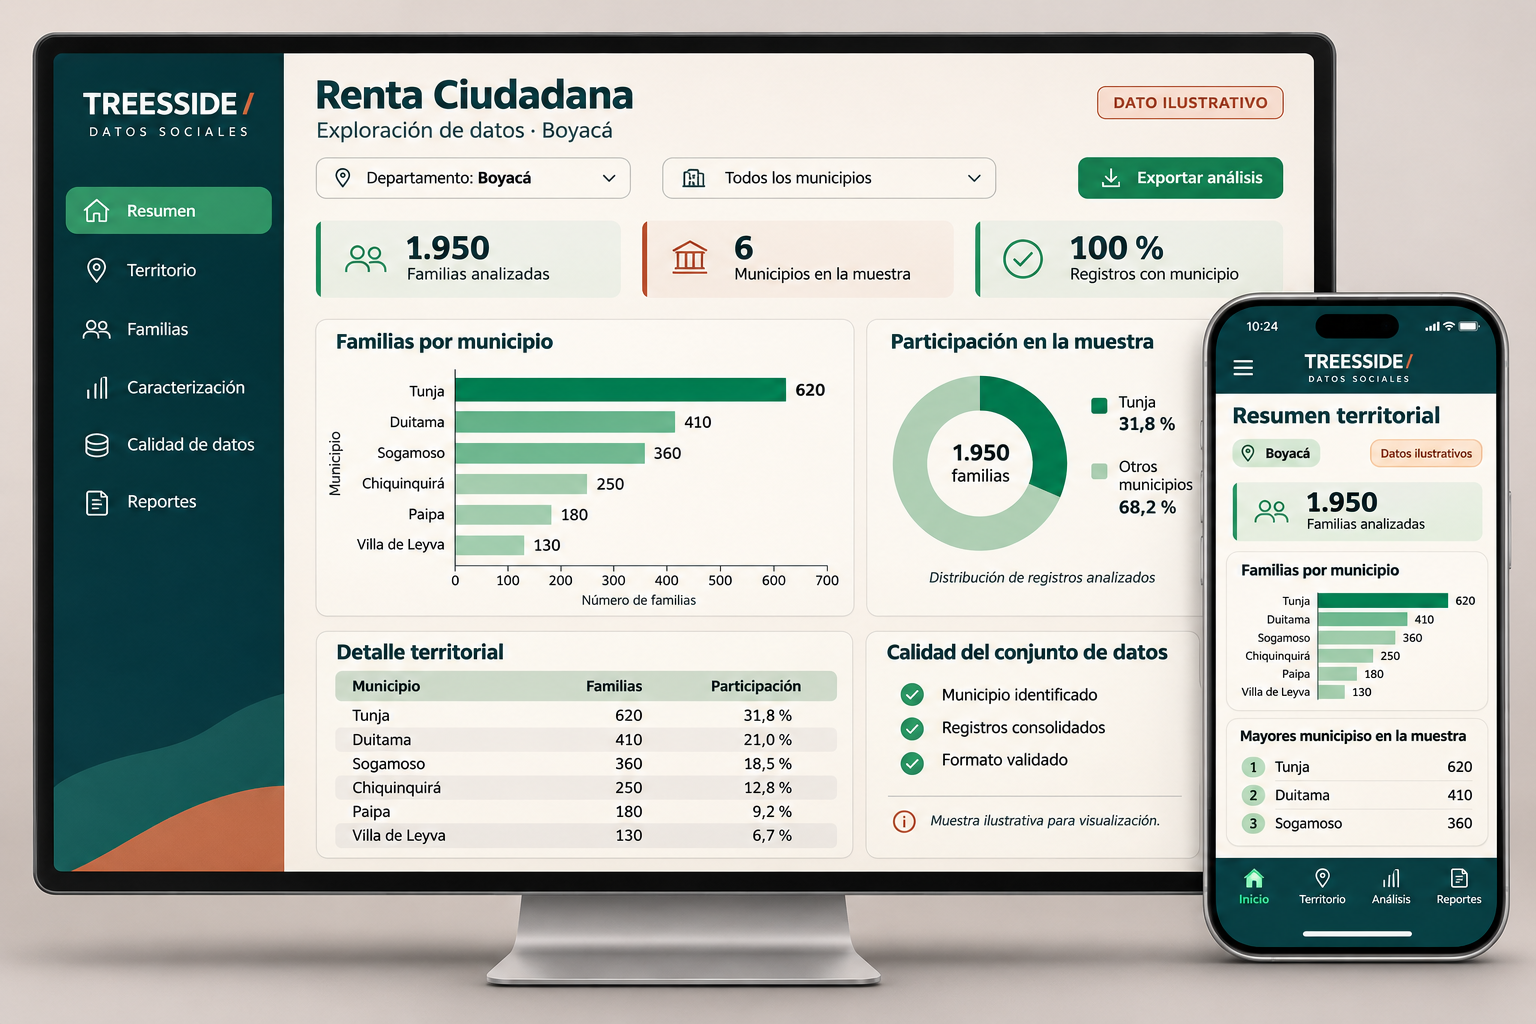 TREESSIDE/
DATOS SOCIALES
Resumen
Territorio
Familias
Caracterización
Calidad de datos
Reportes
Renta Ciudadana
Exploración de datos · Boyacá
DATO ILUSTRATIVO
Departamento: Boyacá
Todos los municipios
Exportar análisis
1.950
Familias analizadas
6
Municipios en la muestra
100 %
Registros con municipio
Familias por municipio
Municipio
Tunja 620
Duitama 410
Sogamoso 360
Chiquinquirá 250
Paipa 180
Villa de Leyva 130
0 100 200 300 400 500 600 700
Número de familias
Participación en la muestra
1.950
familias
Tunja
31,8 %
Otros
municipios
68,2 %
Distribución de registros analizados
Detalle territorial
Municipio Familias Participación
Tunja 620 31,8 %
Duitama 410 21,0 %
Sogamoso 360 18,5 %
Chiquinquirá 250 12,8 %
Paipa 180 9,2 %
Villa de Leyva 130 6,7 %
Calidad del conjunto de datos
Municipio identificado
Registros consolidados
Formato validado
Muestra ilustrativa para visualización.
10:24
TREESSIDE/
DATOS SOCIALES
Resumen territorial
Boyacá
Datos ilustrativos
1.950
Familias analizadas
Familias por municipio
Tunja 620
Duitama 410
Sogamoso 360
Chiquinquirá 250
Paipa 180
Villa de Leyva 130
Mayores municipiso en la muestra
1 Tunja 620
2 Duitama 410
3 Sogamoso 360
Inicio
Territorio
Análisis
Reportes